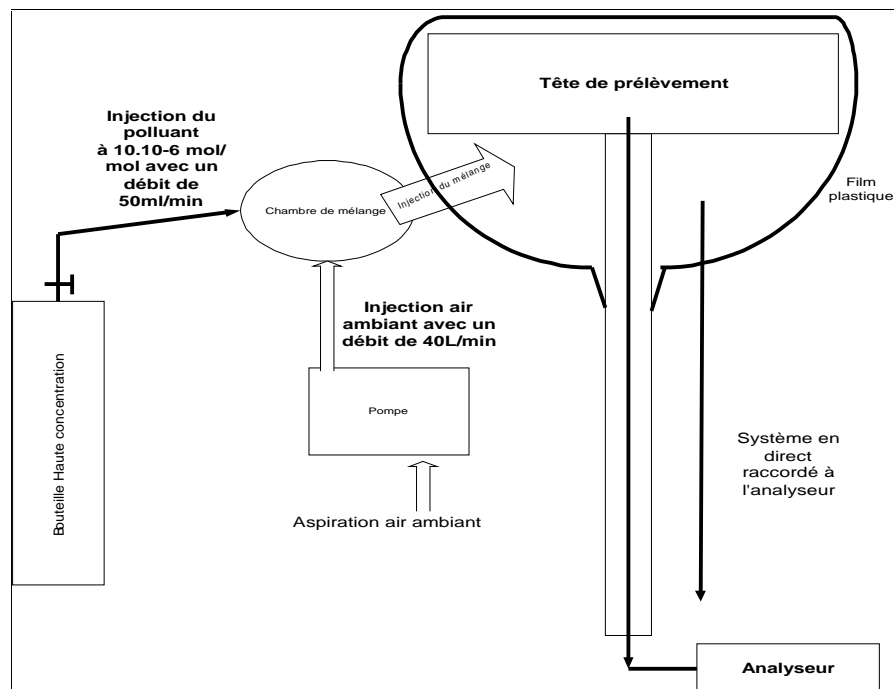 Tête de prélèvement
Injection du
polluant
à 10.10-6 mol/
mol avec un
débit de
50ml/min
Injection du mélange
Film
plastique
Chambre de mélange
Injection air
ambiant avec un
débit de 40L/min
Bouteille Haute concentration
Pompe
Système en
direct
raccordé à
l'analyseur
Aspiration air ambiant
Analyseur